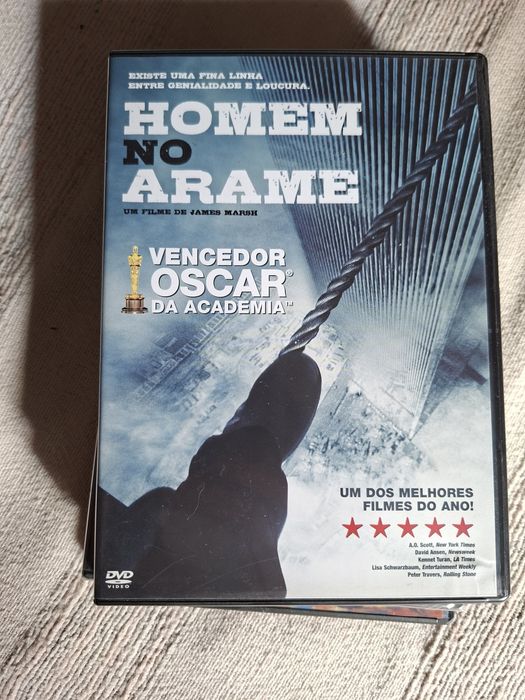 EXISTE UMA FINA LINHA
ENTRE GENIALIDADE E LOUCURA.
HOMEM
NO
ARAME
UM FILME DE JAMES MARSH
VENCEDOR
OSCAR®
DA ACADEMIA™
UM DOS MELHORES
FILMES DO ANO!
A.O. Scott, New York Times
David Ansen, Newsweek
Kennet Turan, LA Times
Lisa Schwarzbaum, Entertainment Weekly
Peter Travers, Rolling Stone
DVD
VIDEO